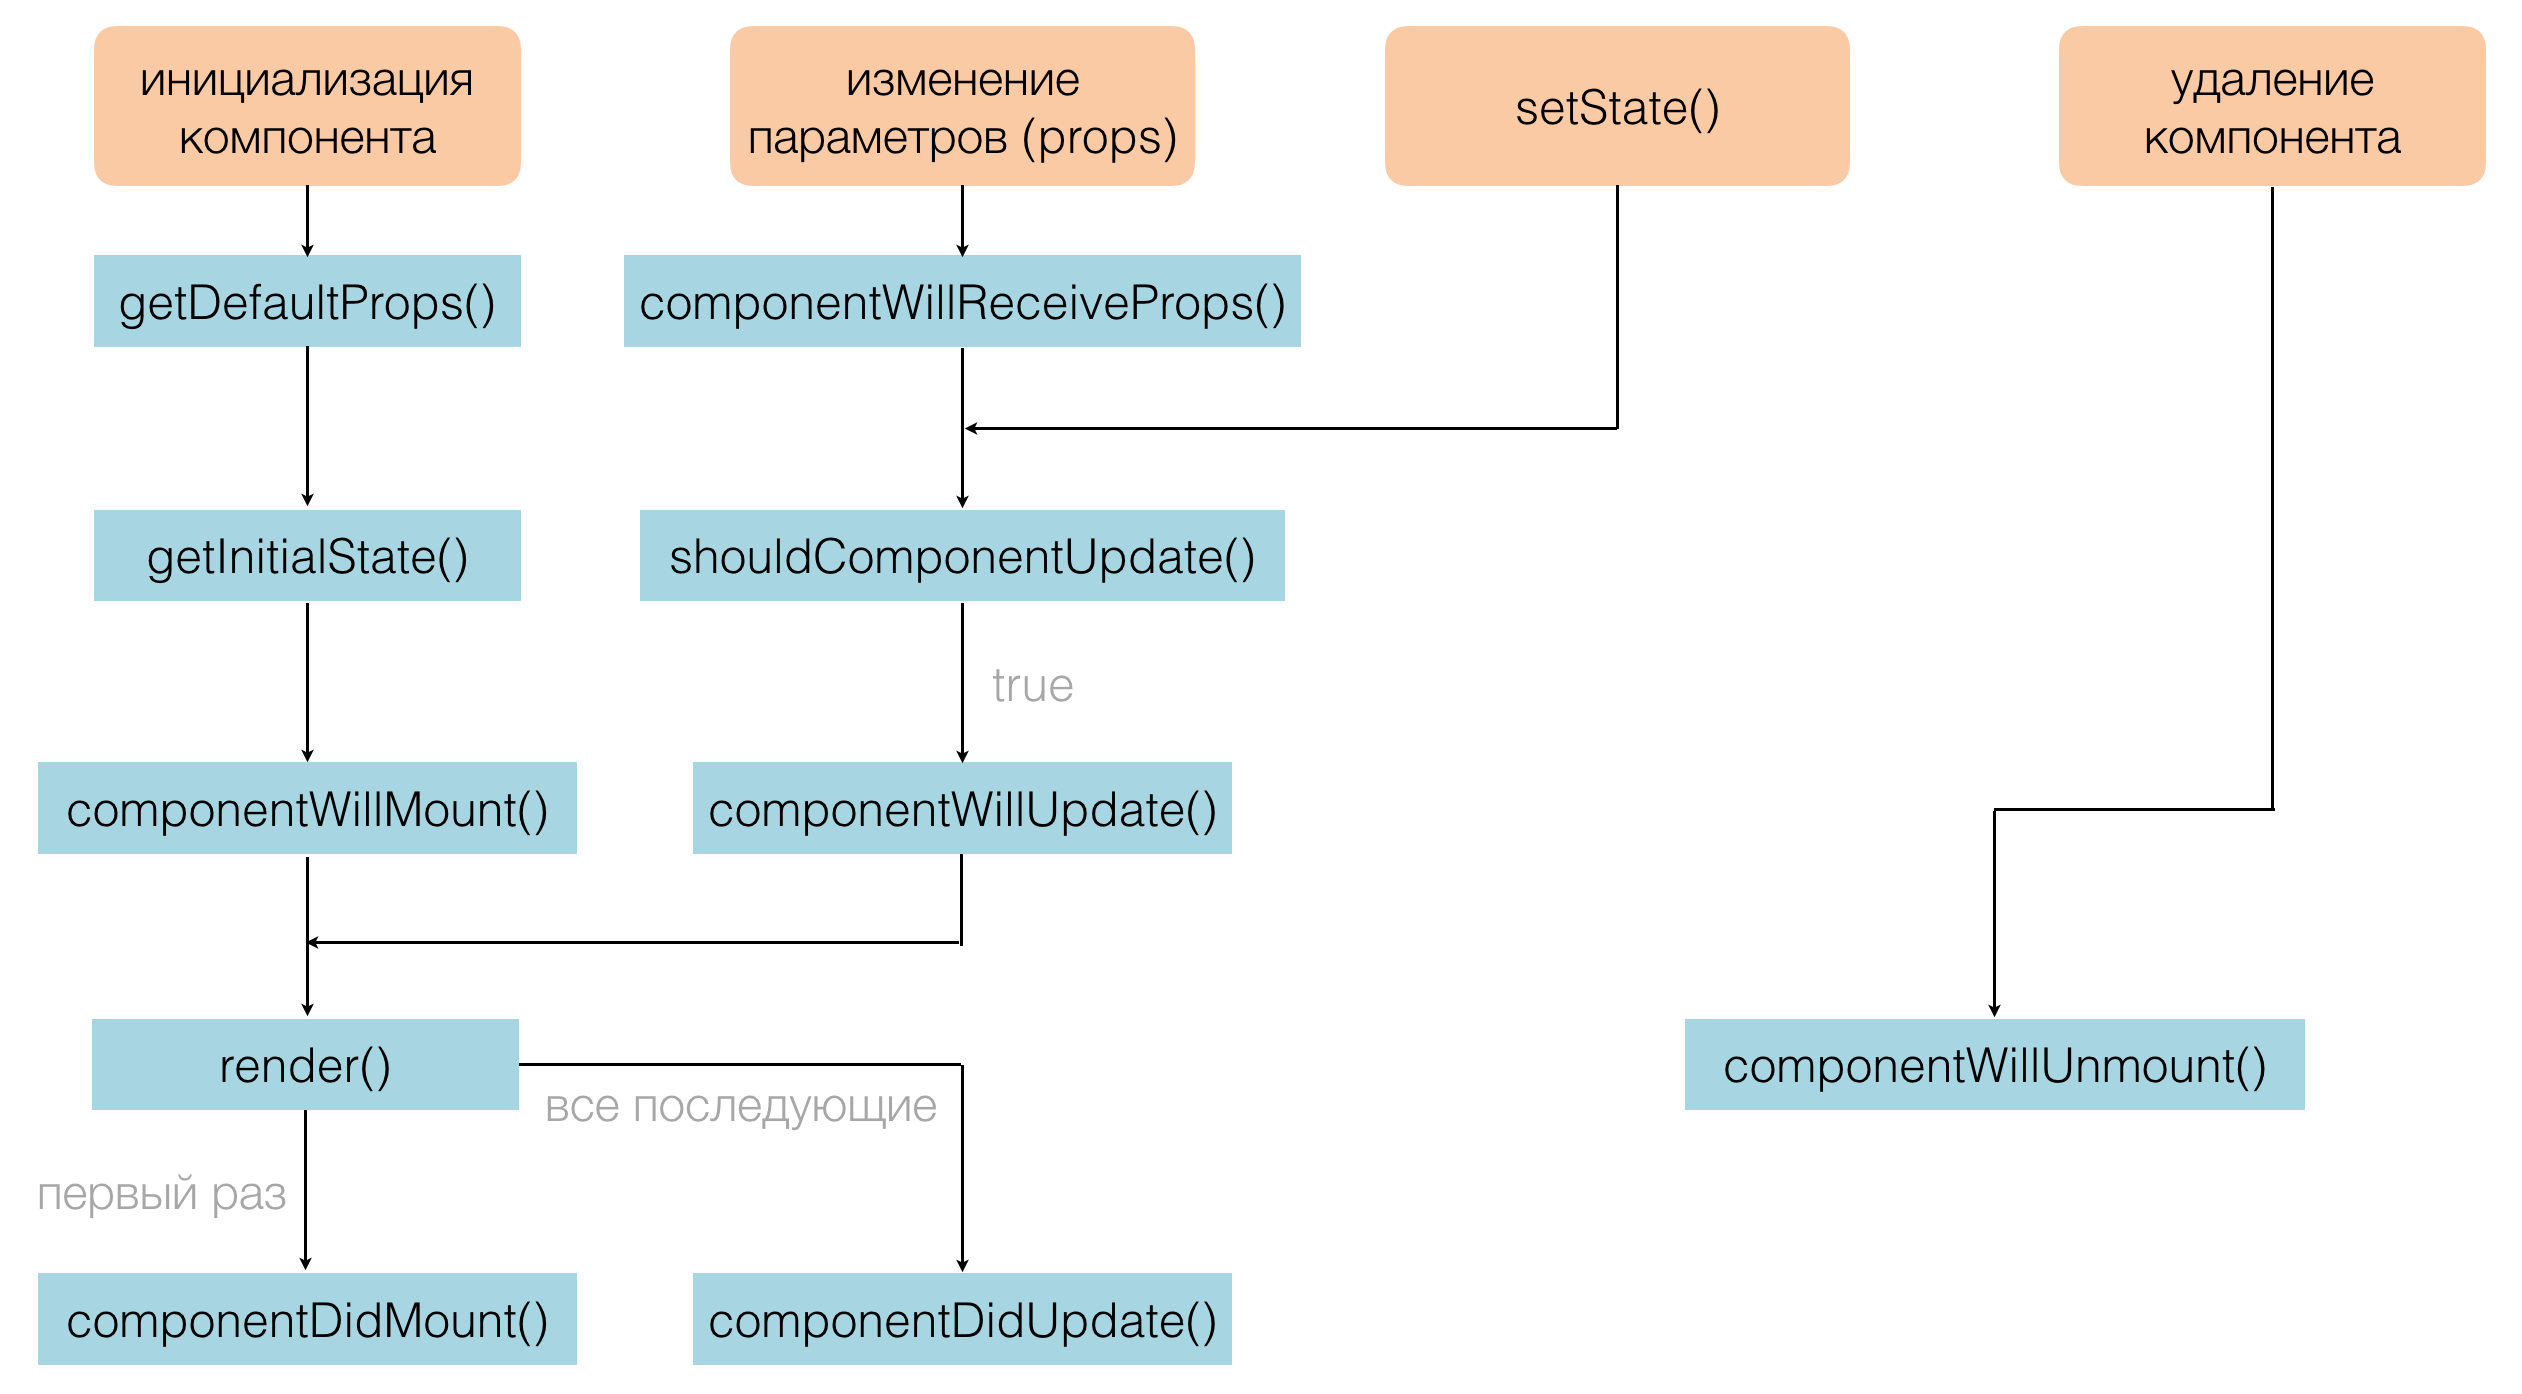 инициализация
компонента
изменение
параметров (props)
setState()
удаление
компонента
getDefaultProps()
componentWillReceiveProps()
getInitialState()
shouldComponentUpdate()
true
componentWillMount()
componentWillUpdate()
render()
все последующие
componentWillUnmount()
первый раз
componentDidMount()
componentDidUpdate()